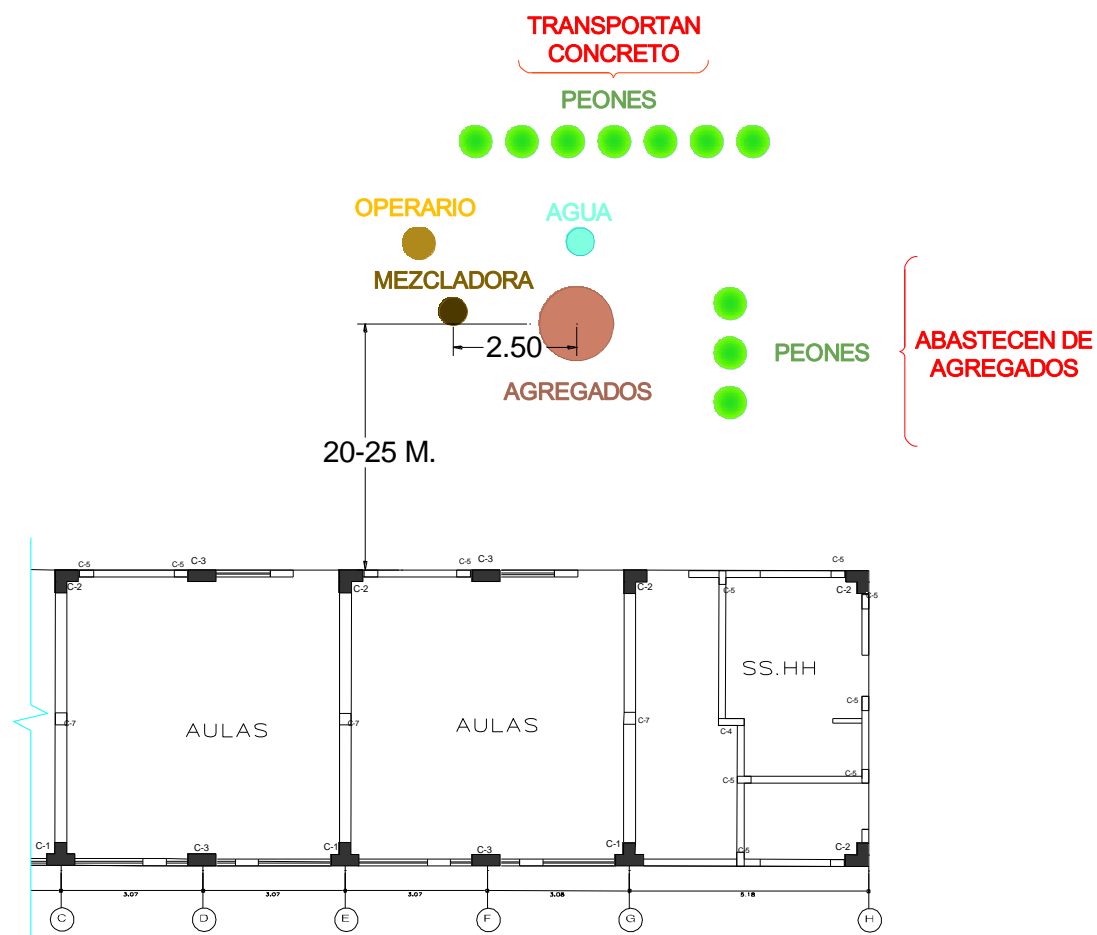 TRANSPORTAN
CONCRETO
PEONES
OPERARIO
AGUA
MEZCLADORA
2.50
PEONES
ABASTECEN DE
AGREGADOS
AGREGADOS
20-25 M.
C-5
C-5
C-3
C-5
C-3
C-5
C-2
C-2
C-2
C-5
C-2
C-5
SS.HH
C-5
C-7
AULAS
C-7
AULAS
C-7
C-4
C-5
C-5
C-1
C-3
C-1
C-3
C-1
C-5
C-2
3.07
3.07
3.07
3.08
5.18
C
D
E
F
G
H